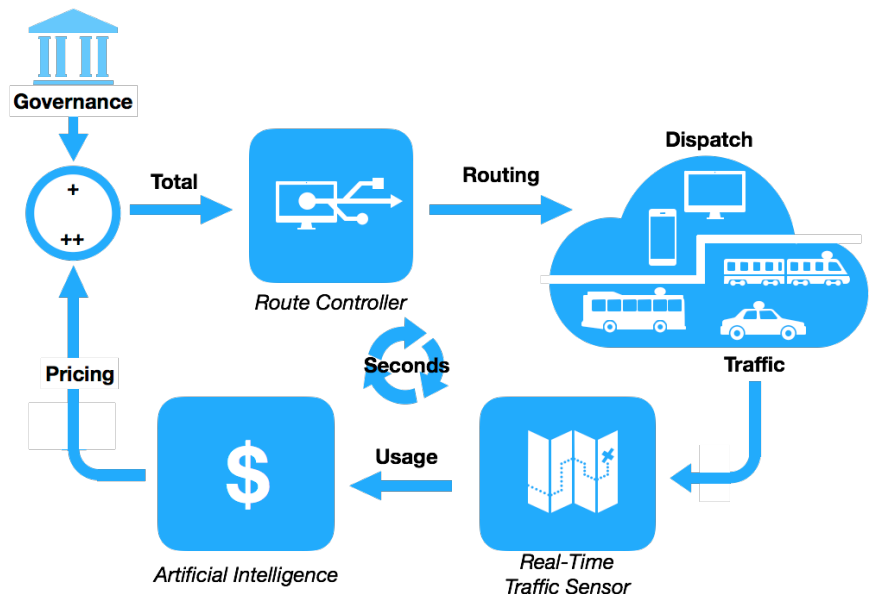 Governance
+
++
Total
Route Controller
Routing
Dispatch
Seconds
Pricing
Traffic
$
Usage
Artificial Intelligence
Real-Time
Traffic Sensor